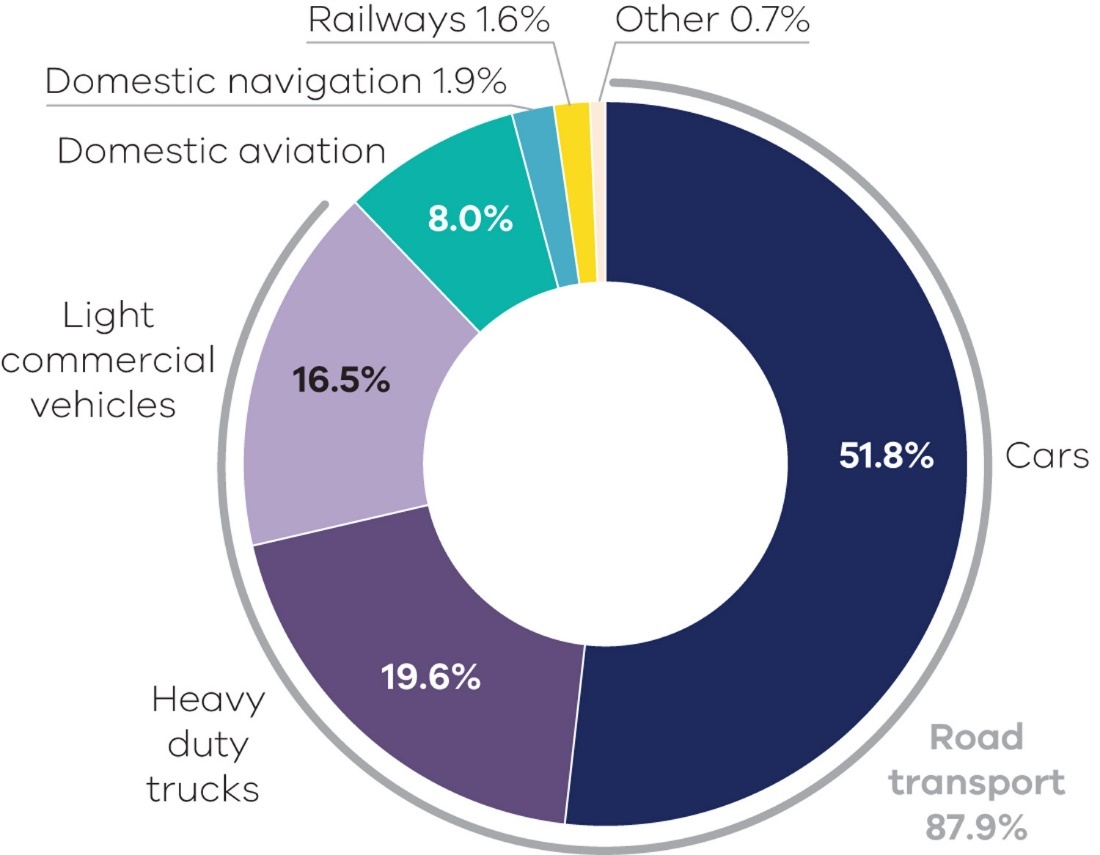 Railways 1.6%
Other 0.7%
Domestic navigation 1.9%
Domestic aviation
8.0%
Light
commercial
vehicles
16.5%
51.8%
Cars
19.6%
Heavy
duty
trucks
Road
transport
87.9%